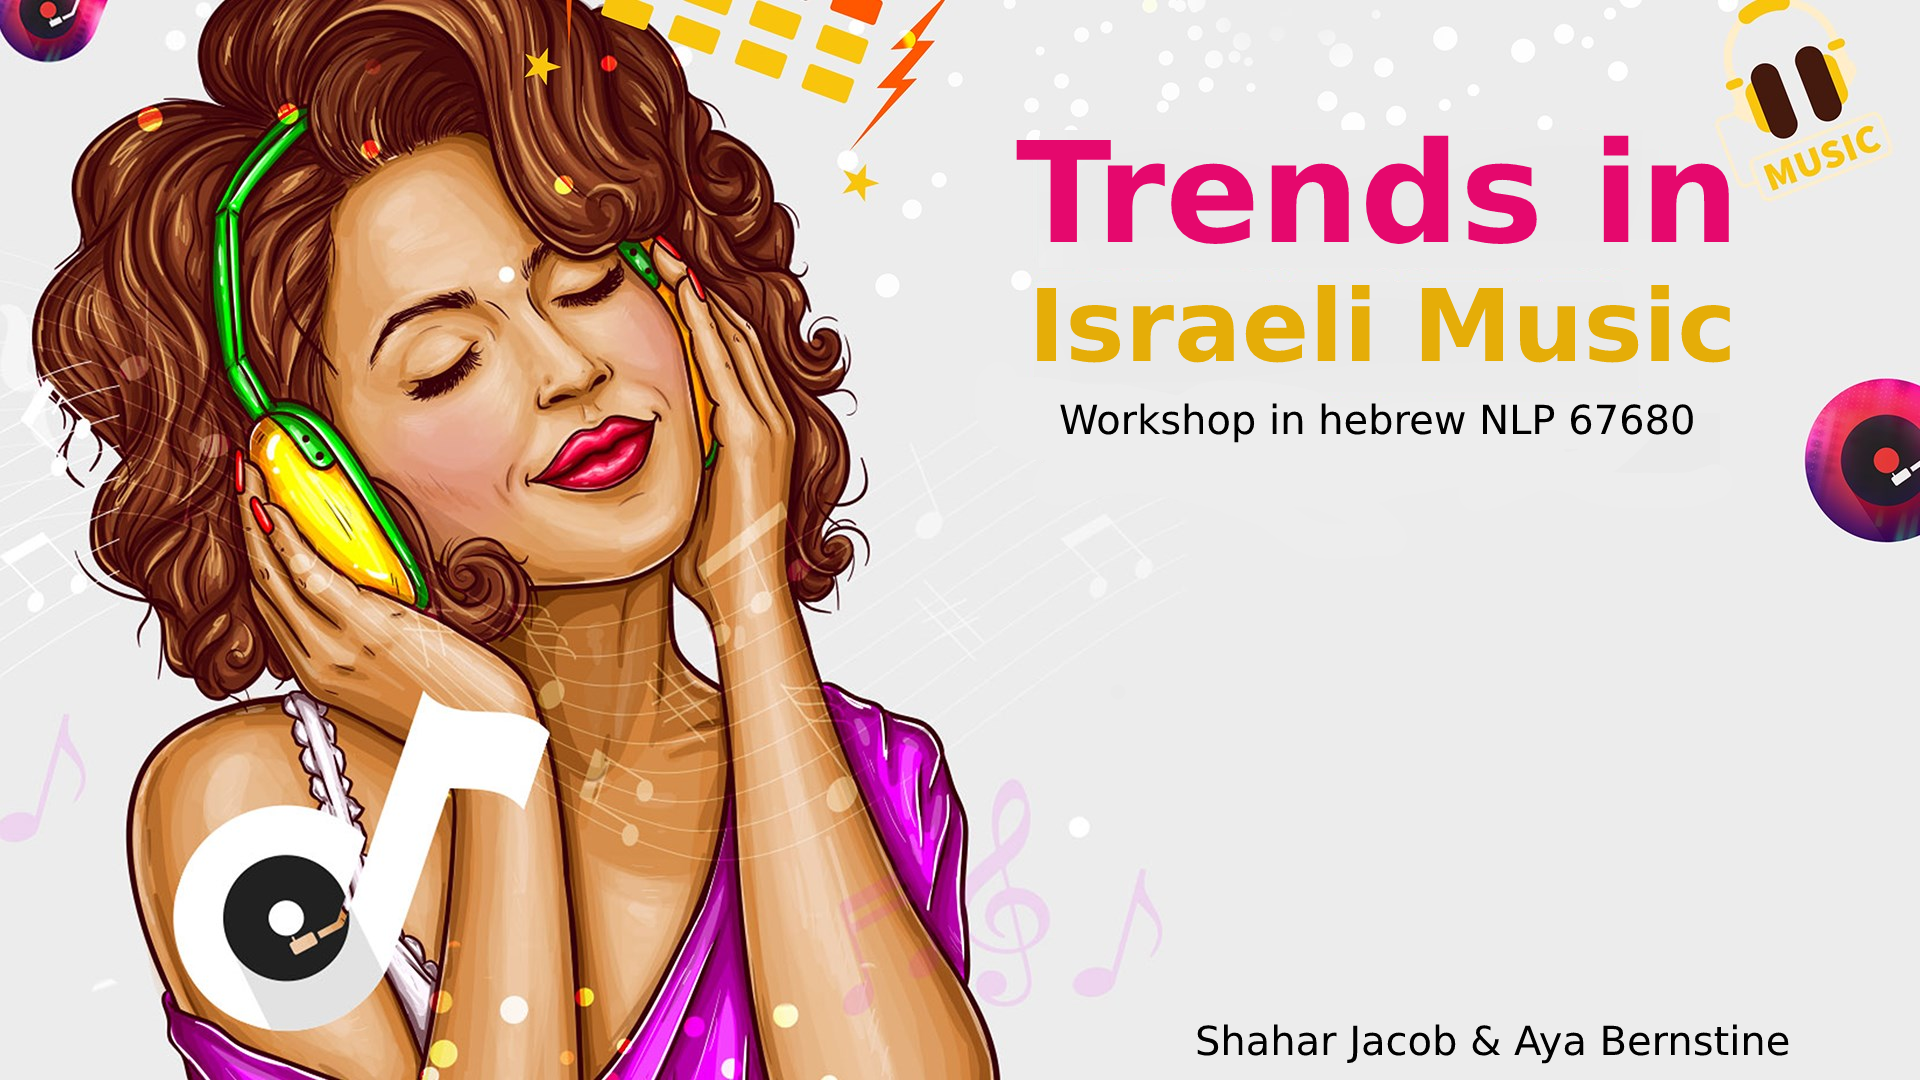 MUSIC
Trends in
Israeli Music
Workshop in hebrew NLP 67680
Shahar Jacob & Aya Bernstine